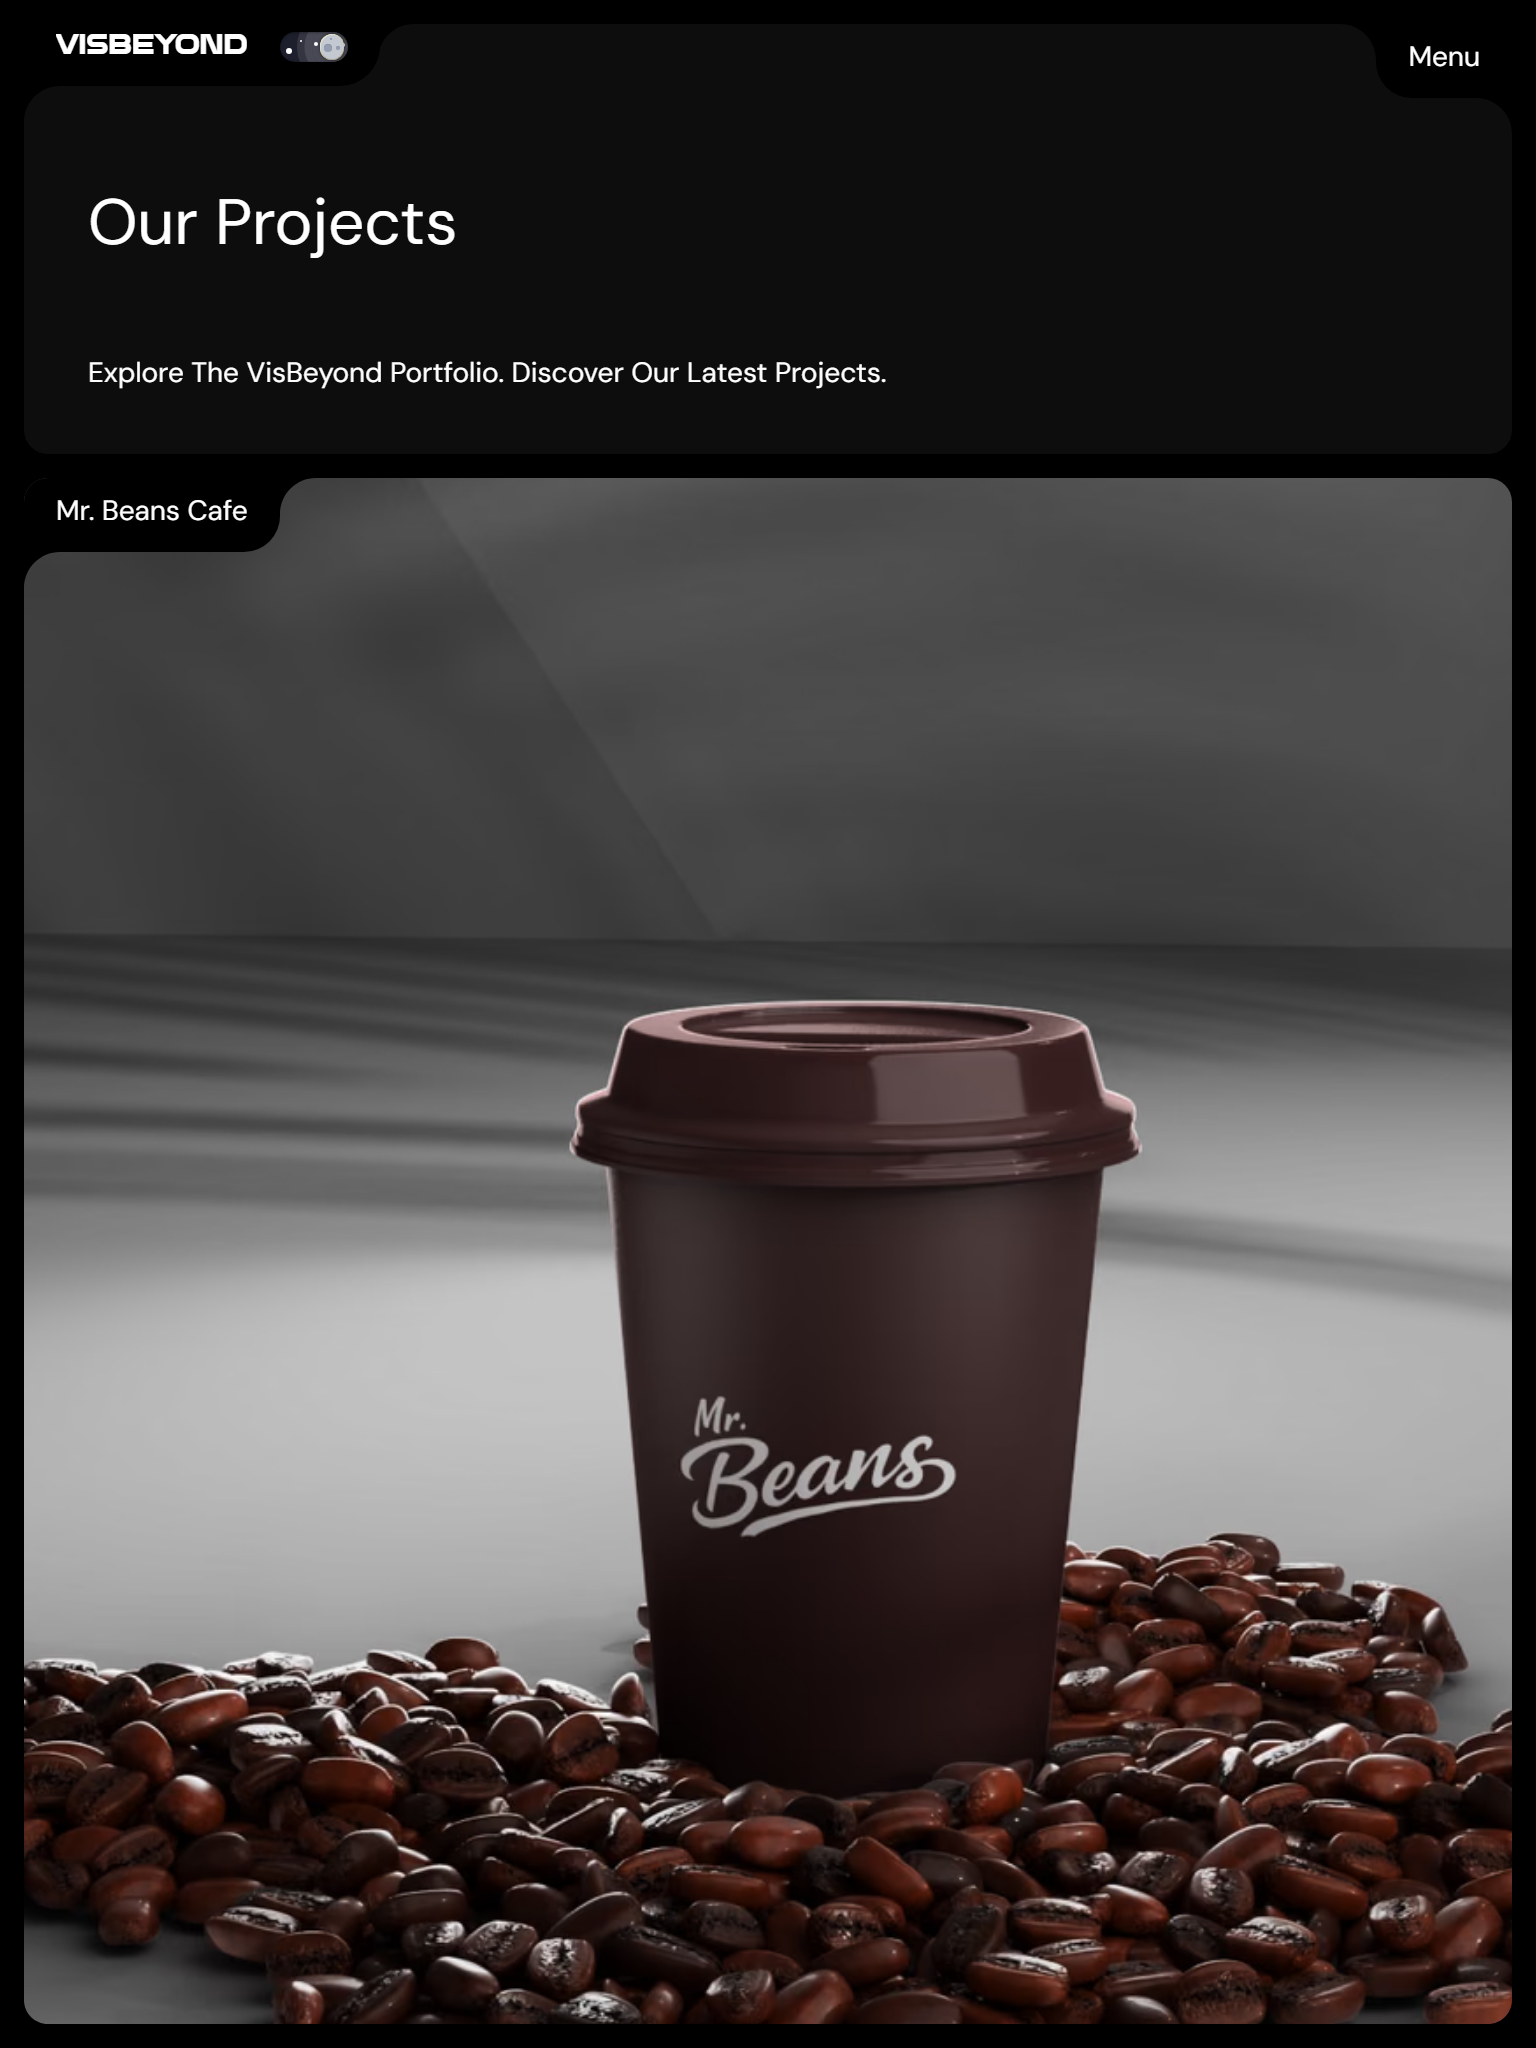 VISBEYOND
Menu
Our Projects
Explore The VisBeyond Portfolio. Discover Our Latest Projects.
Mr. Beans Cafe
Mr.
Beans